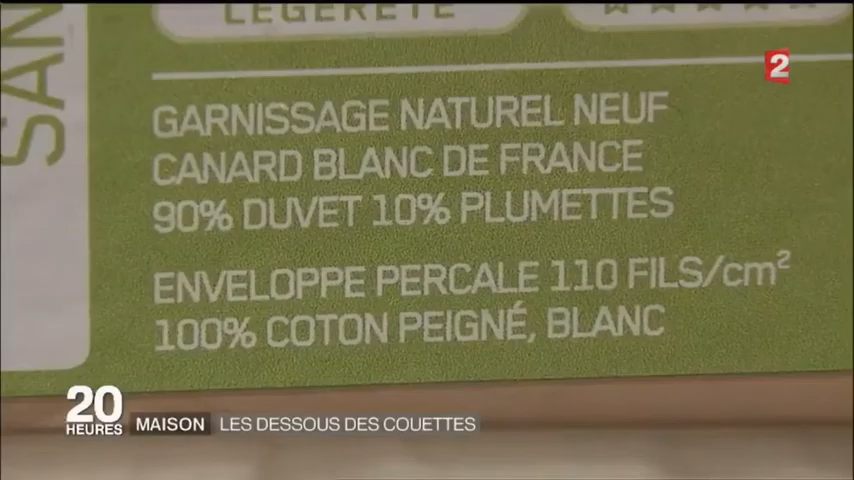 LÉGÈRETÉ
SAN
2
GARNISSAGE NATUREL NEUF
CANARD BLANC DE FRANCE
90% DUVET 10% PLUMETTES
ENVELOPPE PERCALE 110 FILS/cm²
100% COTON PEIGNÉ, BLANC
20
HEURES
MAISON
LES DESSOUS DES COUETTES